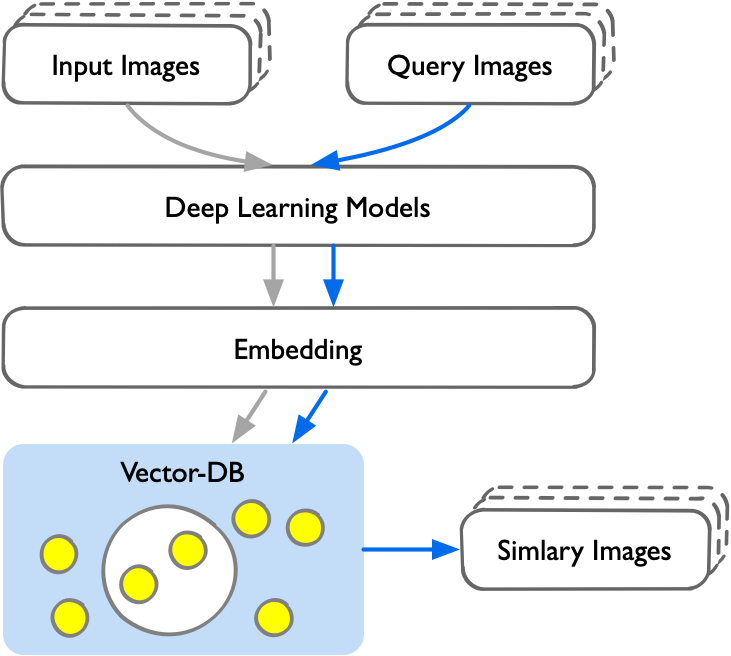 Input Images
Query Images
Deep Learning Models
Embedding
Vector-DB
Simlary Images